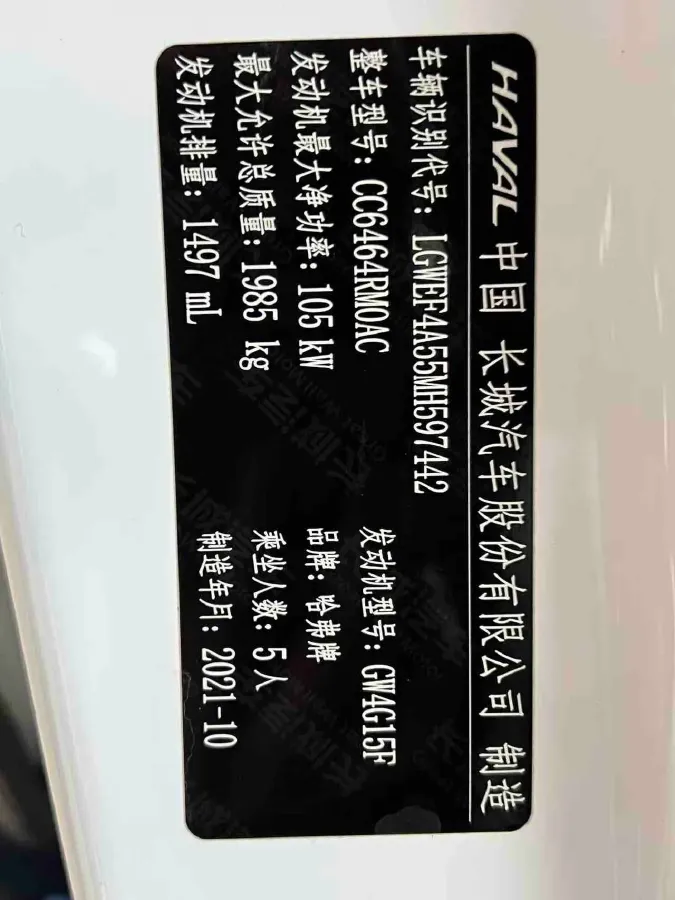 HAVAL 中国 长城汽车股份有限公司 制造
车辆识别代号: LGWEF4A55MH597442
整车型号: CC6464RM0AC 发动机型号: GW4G15F
发动机最大净功率: 105 kW 品牌: 哈弗牌
最大允许总质量: 1985 kg 乘坐人数: 5人
发动机排量: 1497 mL 制造年月: 2021-10